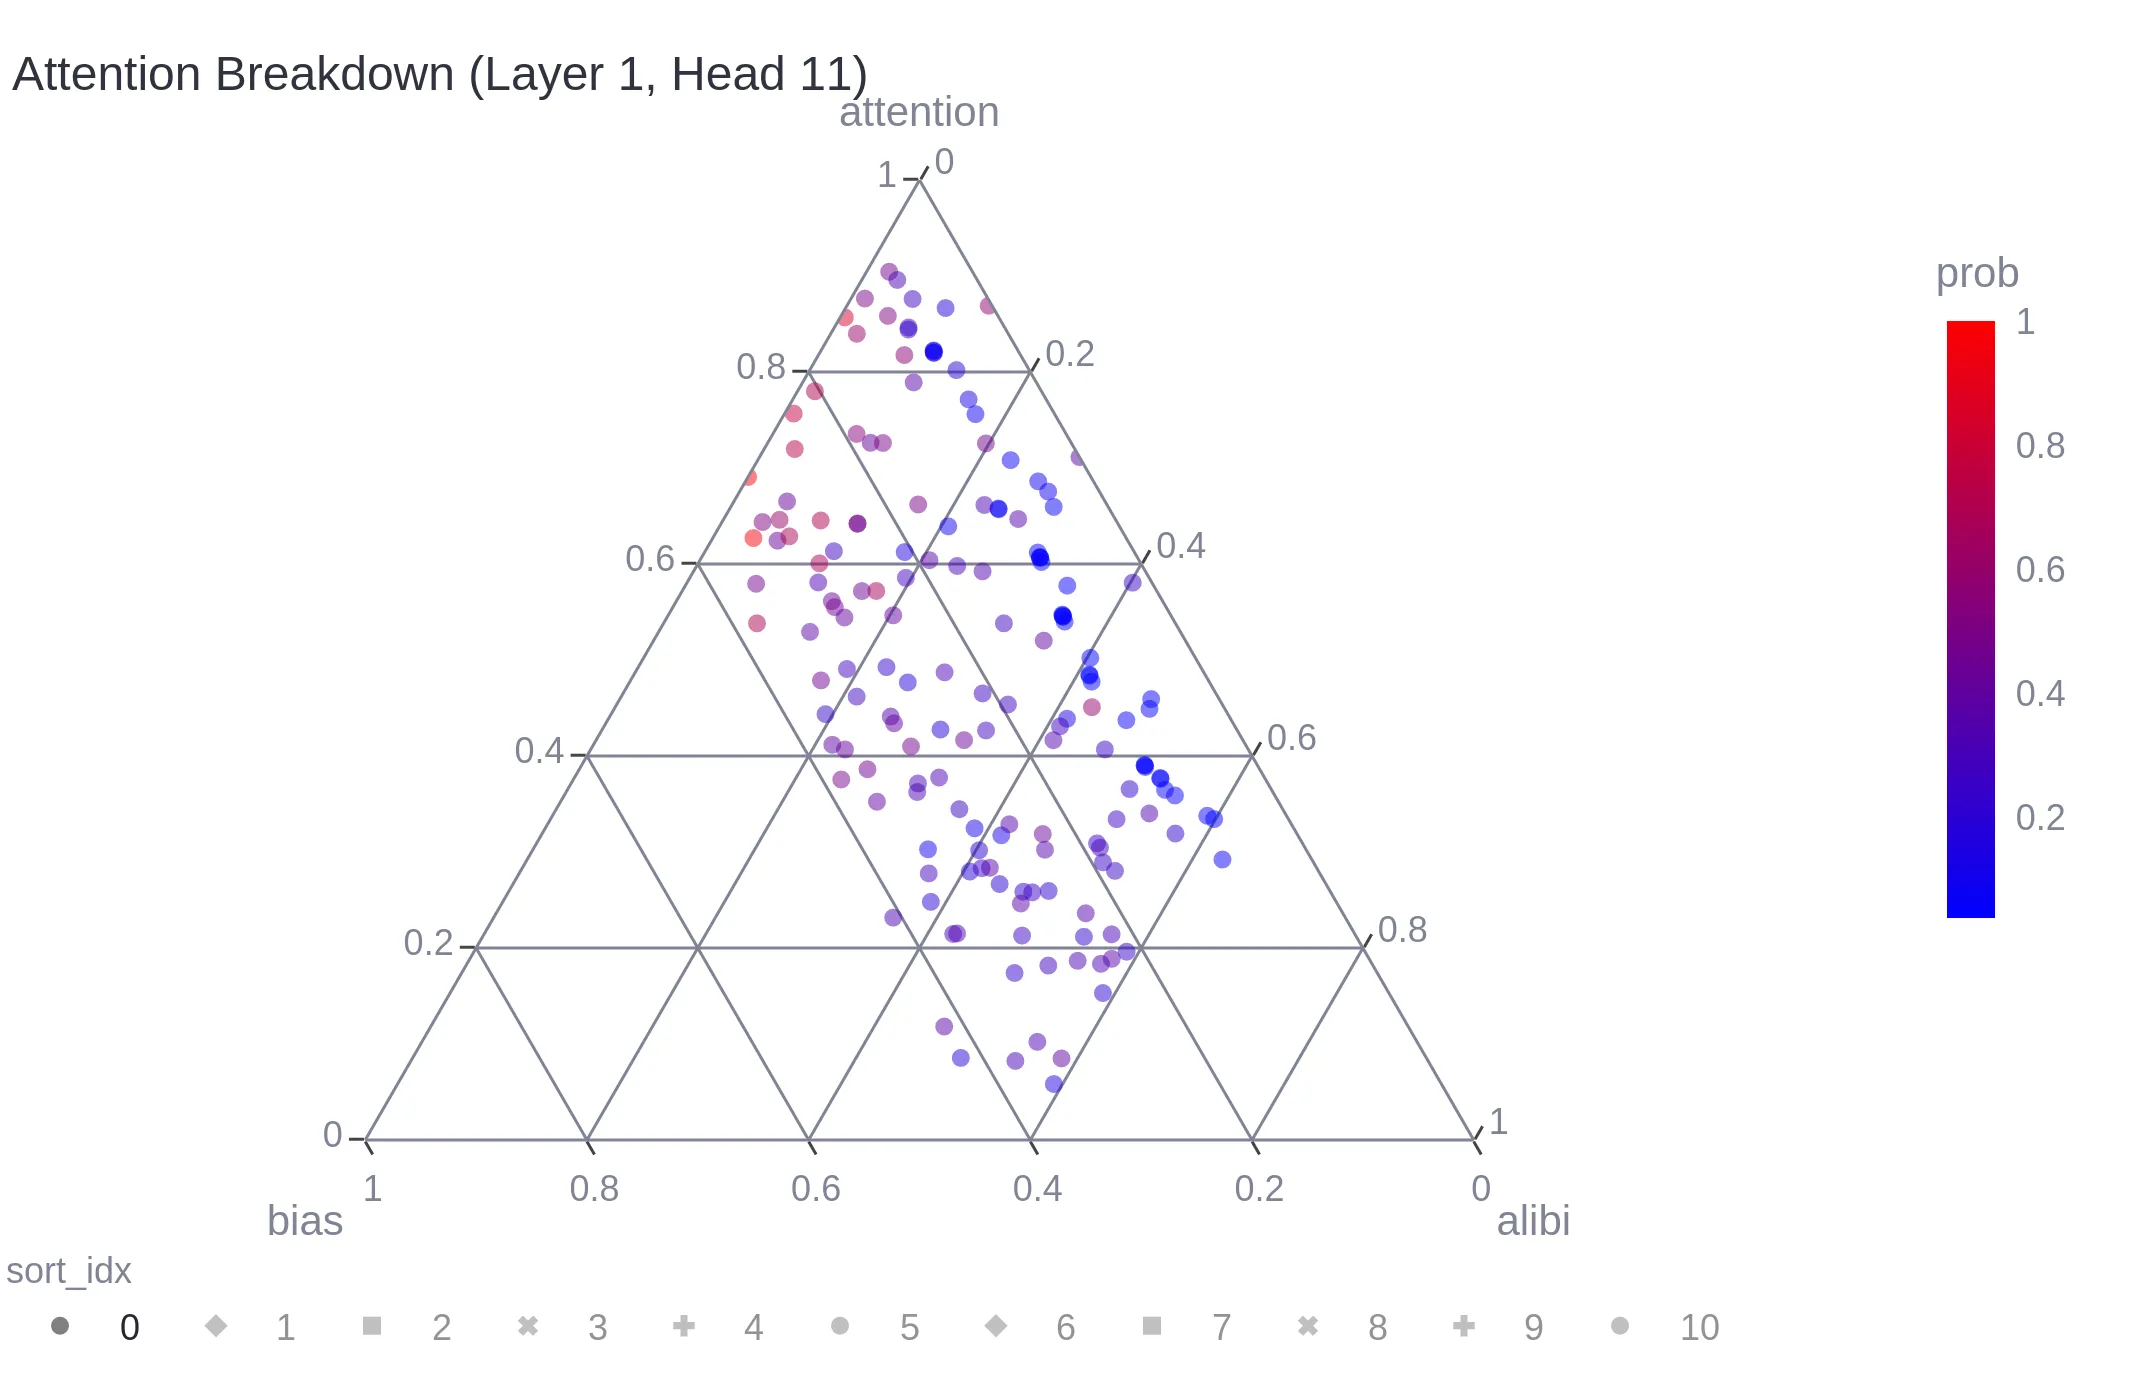 Attention Breakdown (Layer 1, Head 11)
attention
1 0
0.8 0.2
0.6 0.4
0.4 0.6
0.2 0.8
0 1
1 0.8 0.6 0.4 0.2 0
bias alibi
prob
1
0.8
0.6
0.4
0.2
sort_idx
0 1 2 3 4 5 6 7 8 9 10